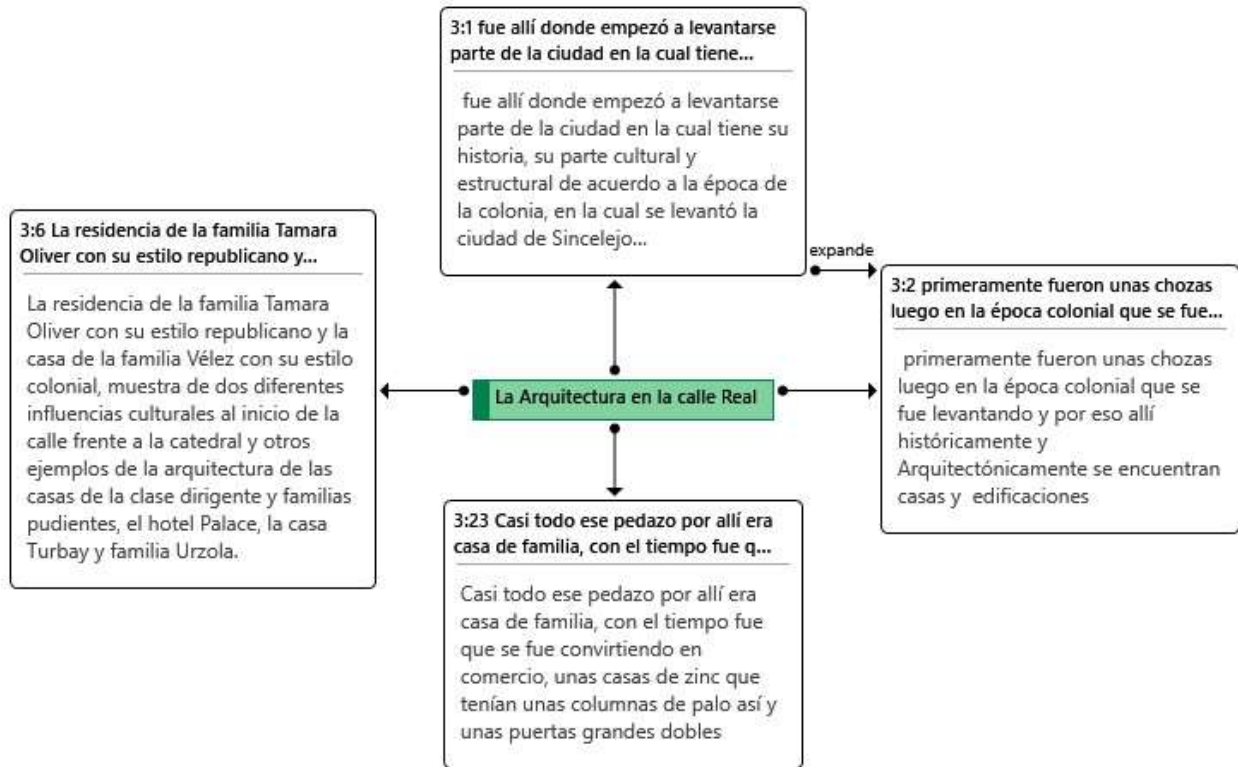 3:1 fue allí donde empezó a levantarse
parte de la ciudad en la cual tiene...
fue allí donde empezó a levantarse
parte de la ciudad en la cual tiene su
historia, su parte cultural y
estructural de acuerdo a la época de
la colonia, en la cual se levantó la
ciudad de Sincelejo...
3:6 La residencia de la familia Tamara
Oliver con su estilo republicano y...
La residencia de la familia Tamara
Oliver con su estilo republicano y la
casa de la familia Vélez con su estilo
colonial, muestra de dos diferentes
influencias culturales al inicio de la
calle frente a la catedral y otros
ejemplos de la arquitectura de las
casas de la clase dirigente y familias
pudientes, el hotel Palace, la casa
Turbay y familia Urzola.
expande
3:2 primeramente fueron unas chozas
luego en la época colonial que se fue...
primeramente fueron unas chozas
luego en la época colonial que se
fue levantando y por eso allí
históricamente y
Arquitectónicamente se encuentran
casas y edificaciones
La Arquitectura en la calle Real
3:23 Casi todo ese pedazo por allí era
casa de familia, con el tiempo fue q...
Casi todo ese pedazo por allí era
casa de familia, con el tiempo fue
que se fue convirtiendo en
comercio, unas casas de zinc que
tenían unas columnas de palo así y
unas puertas grandes dobles